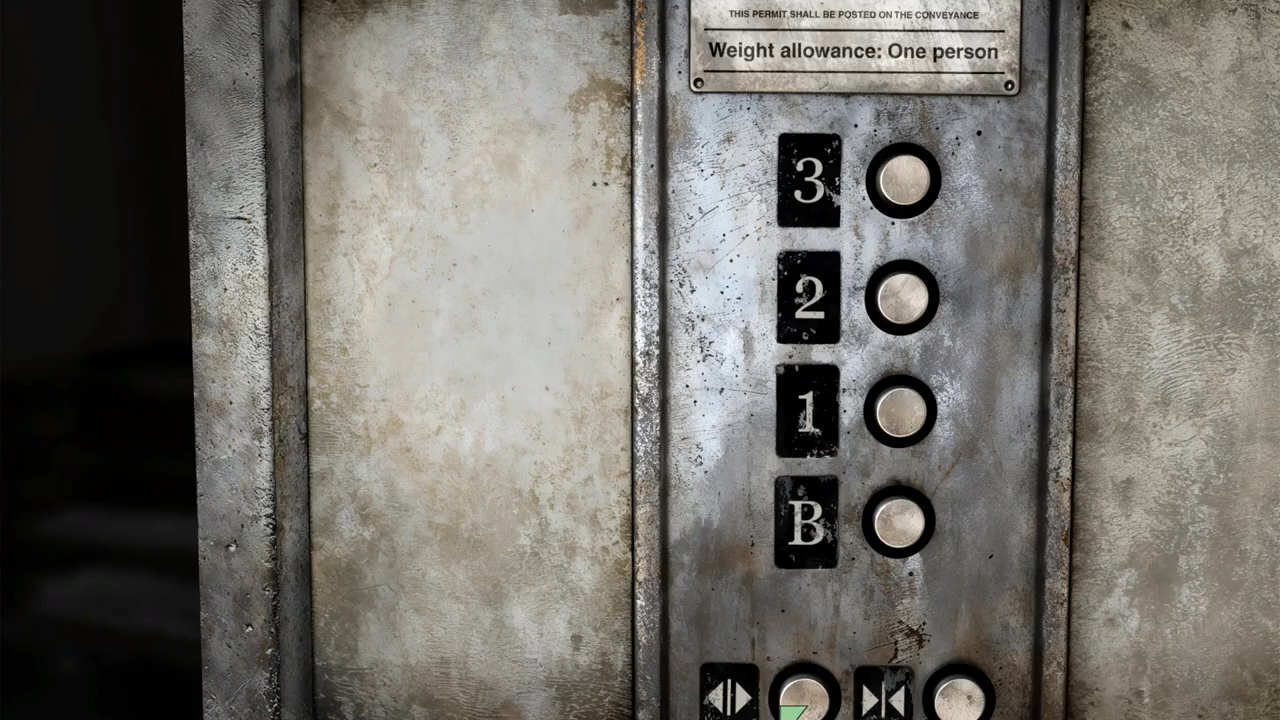 THIS PERMIT SHALL BE POSTED ON THE CONVEYANCE
Weight allowance: One person
3
2
1
B